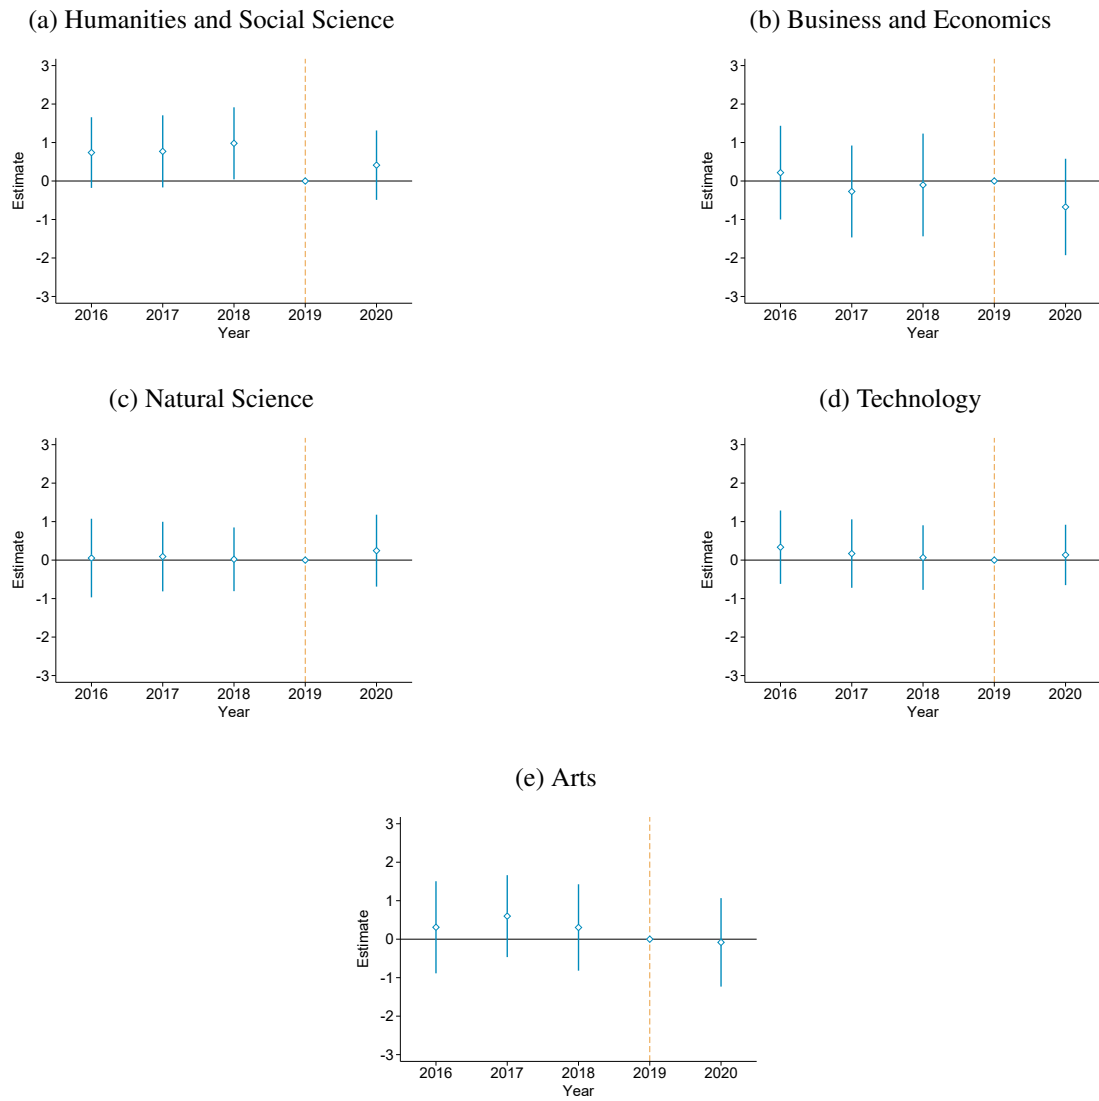 (a) Humanities and Social Science
3
2
1
0
-1
-2
-3
Estimate
2016 2017 2018 2019 2020
Year
(b) Business and Economics
3
2
1
0
-1
-2
-3
Estimate
2016 2017 2018 2019 2020
Year
(c) Natural Science
3
2
1
0
-1
-2
-3
Estimate
2016 2017 2018 2019 2020
Year
(d) Technology
3
2
1
0
-1
-2
-3
Estimate
2016 2017 2018 2019 2020
Year
(e) Arts
3
2
1
0
-1
-2
-3
Estimate
2016 2017 2018 2019 2020
Year